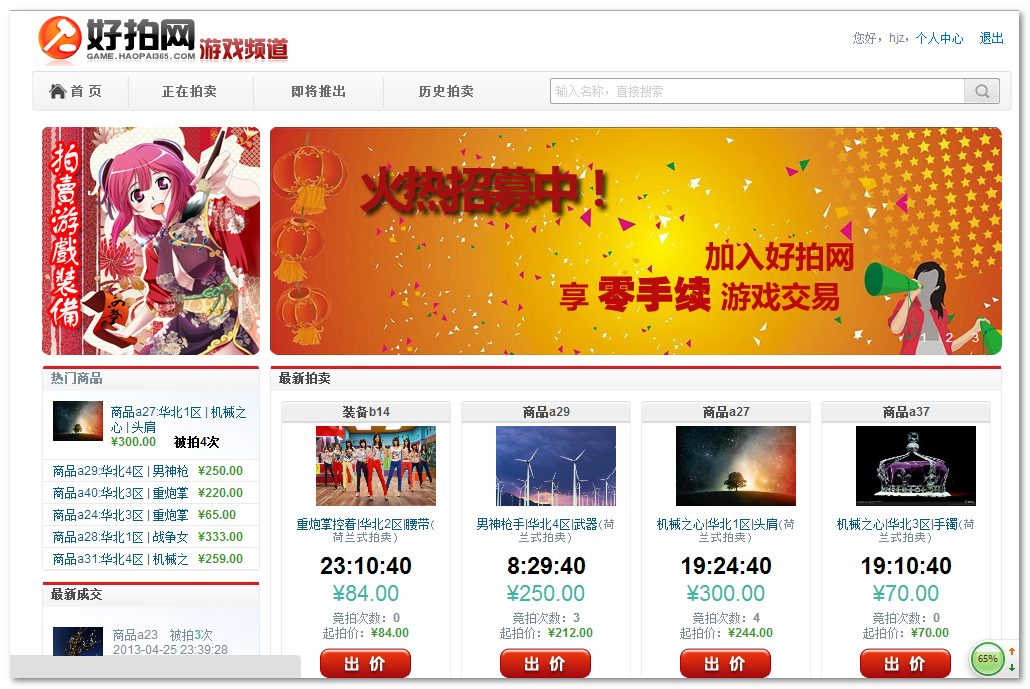 好拍网
GAME.HAOPAI365.COM
游戏频道
您好，hjz，个人中心 退出
首 页 正在拍卖 即将推出 历史拍卖
输入名称，直接搜索
拍賣游戲裝備
火热招募中！
加入好拍网
享 零手续 游戏交易
1 2 3
热门商品
商品a27:华北1区 | 机械之
心 | 头肩
¥300.00 被拍4次
商品a29:华北4区 | 男神枪 ¥250.00
商品a40:华北3区 | 重炮掌 ¥220.00
商品a24:华北3区 | 重炮掌 ¥65.00
商品a28:华北1区 | 战争女 ¥333.00
商品a31:华北4区 | 机械之 ¥259.00
最新成交
商品a23 被拍3次
2013-04-25 23:39:28
最新拍卖
装备b14
重炮掌控着|华北2区|腰带(荷兰式拍卖)
23:10:40
¥84.00
竞拍次数：0
起拍价：¥84.00
出 价
商品a29
男神枪手|华北4区|武器(荷
兰式拍卖)
8:29:40
¥250.00
竞拍次数：3
起拍价：¥212.00
出 价
商品a27
机械之心|华北1区|头肩(荷
兰式拍卖)
19:24:40
¥300.00
竞拍次数：4
起拍价：¥244.00
出 价
商品a37
机械之心|华北3区|手镯(荷
兰式拍卖)
19:10:40
¥70.00
竞拍次数：0
起拍价：¥70.00
出 价
65%